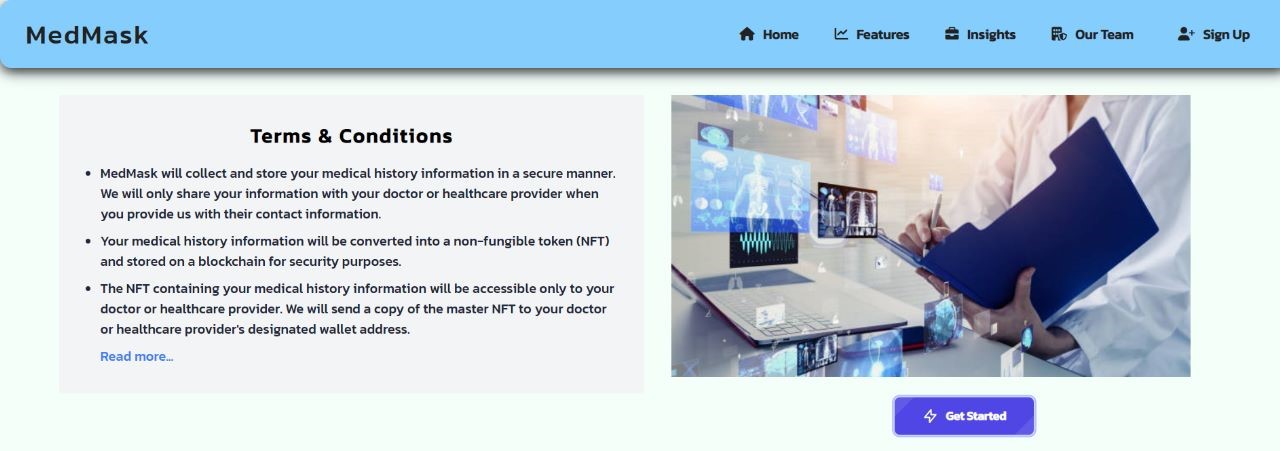 MedMask
Home
Features
Insights
Our Team
Sign Up
Terms & Conditions
• MedMask will collect and store your medical history information in a secure manner.
We will only share your information with your doctor or healthcare provider when
you provide us with their contact information.
• Your medical history information will be converted into a non-fungible token (NFT)
and stored on a blockchain for security purposes.
• The NFT containing your medical history information will be accessible only to your
doctor or healthcare provider. We will send a copy of the master NFT to your doctor
or healthcare provider's designated wallet address.
Read more...
Get Started